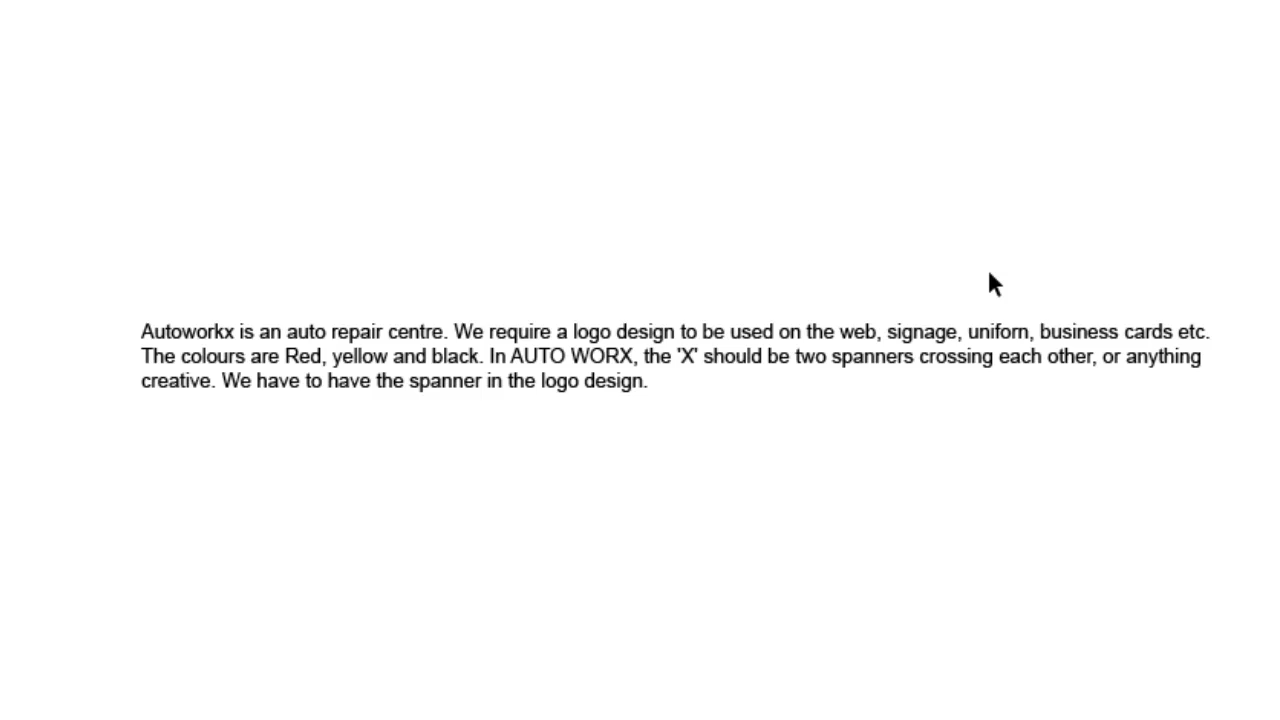 Autoworkx is an auto repair centre. We require a logo design to be used on the web, signage, uniforn, business cards etc.
The colours are Red, yellow and black. In AUTO WORX, the 'X' should be two spanners crossing each other, or anything
creative. We have to have the spanner in the logo design.